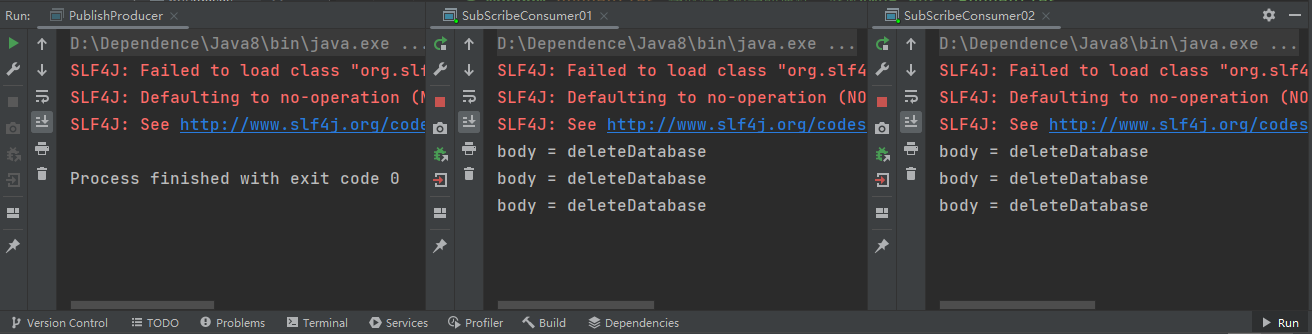 Run:
PublishProducer
D:\Dependence\Java8\bin\java.exe ...
SLF4J: Failed to load class "org.slf
SLF4J: Defaulting to no-operation (N
SLF4J: See http://www.slf4j.org/code
Process finished with exit code 0
SubScribeConsumer01
D:\Dependence\Java8\bin\java.exe ...
SLF4J: Failed to load class "org.slf4
SLF4J: Defaulting to no-operation (NO
SLF4J: See http://www.slf4j.org/codes
body = deleteDatabase
body = deleteDatabase
body = deleteDatabase
SubScribeConsumer02
D:\Dependence\Java8\bin\java.exe ...
SLF4J: Failed to load class "org.slf4
SLF4J: Defaulting to no-operation (NO
SLF4J: See http://www.slf4j.org/codes
body = deleteDatabase
body = deleteDatabase
body = deleteDatabase
Version Control
TODO
Problems
Terminal
Services
Profiler
Build
Dependencies
Run